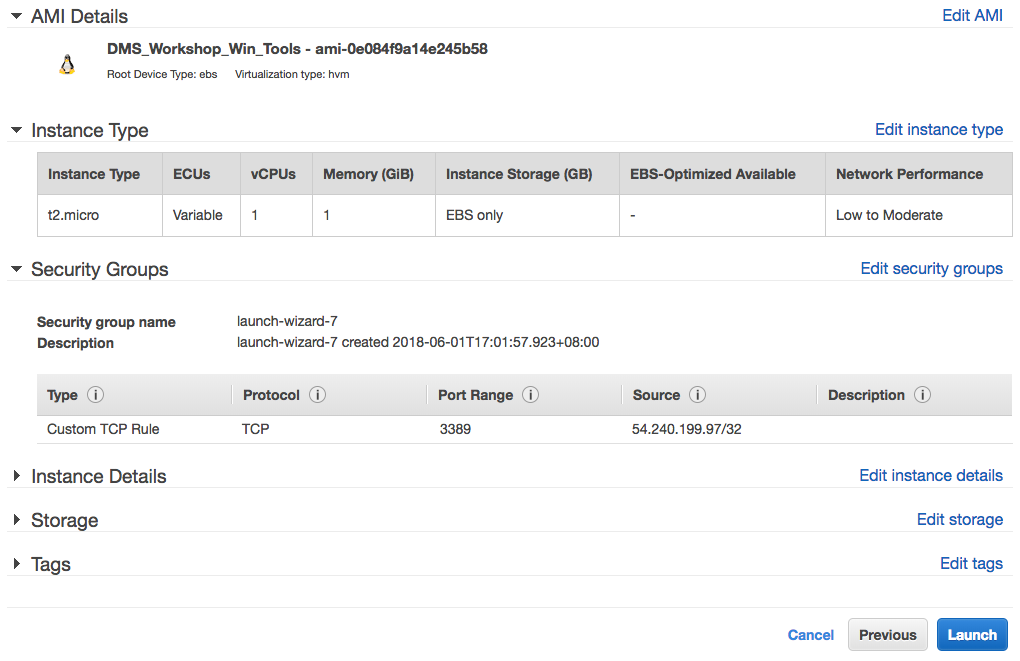 AMI Details Edit AMI
DMS_Workshop_Win_Tools - ami-0e084f9a14e245b58
Root Device Type: ebs Virtualization type: hvm
Instance Type Edit instance type
Instance Type ECUs vCPUs Memory (GiB) Instance Storage (GB) EBS-Optimized Available Network Performance
t2.micro Variable 1 1 EBS only - Low to Moderate
Security Groups Edit security groups
Security group name launch-wizard-7
Description launch-wizard-7 created 2018-06-01T17:01:57.923+08:00
Type i Protocol i Port Range i Source i Description i
Custom TCP Rule TCP 3389 54.240.199.97/32
Instance Details Edit instance details
Storage Edit storage
Tags Edit tags
Cancel Previous Launch